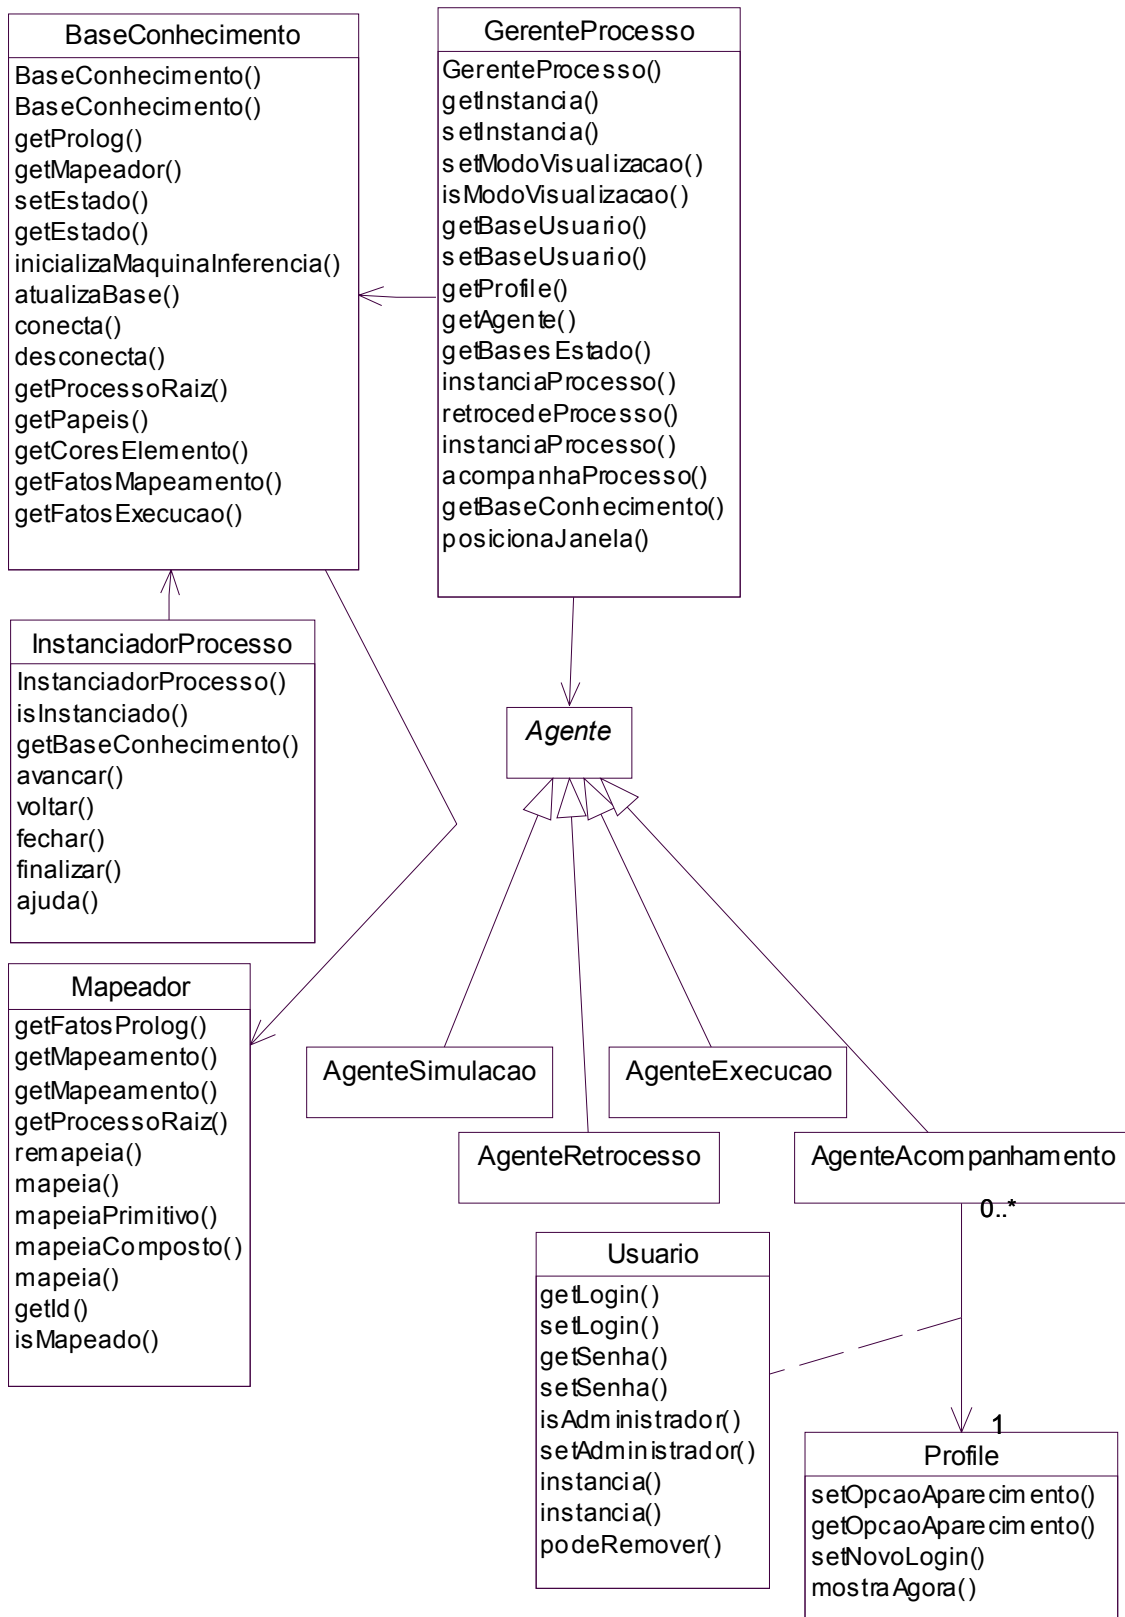 BaseConhecimento
BaseConhecimento()
BaseConhecimento()
getProlog()
getMapeador()
setEstado()
getEstado()
inicializaMaquinaInferencia()
atualizaBase()
conecta()
desconecta()
getProcessoRaiz()
getPapeis()
getCoresElemento()
getFatosMapeamento()
getFatosExecucao()
GerenteProcesso
GerenteProcesso()
getInstancia()
setInstancia()
setModoVisualizacao()
isModoVisualizacao()
getBaseUsuario()
setBaseUsuario()
getProfile()
getAgente()
getBasesEstado()
instanciaProcesso()
retrocedeProcesso()
instanciaProcesso()
acompanhaProcesso()
getBaseConhecimento()
posicionaJanela()
InstanciadorProcesso
InstanciadorProcesso()
isInstanciado()
getBaseConhecimento()
avancar()
voltar()
fechar()
finalizar()
ajuda()
Agente
Mapeador
getFatosProlog()
getMapeamento()
getMapeamento()
getProcessoRaiz()
remapeia()
mapeia()
mapeiaPrimitivo()
mapeiaComposto()
mapeia()
getId()
isMapeado()
AgenteSimulacao
AgenteExecucao
AgenteRetrocesso
AgenteAcompanhamento
0..*
Usuario
getLogin()
setLogin()
getSenha()
setSenha()
isAdministrador()
setAdministrador()
instancia()
instancia()
podeRemover()
1
Profile
setOpcaoAparecimento()
getOpcaoAparecimento()
setNovoLogin()
mostraAgora()